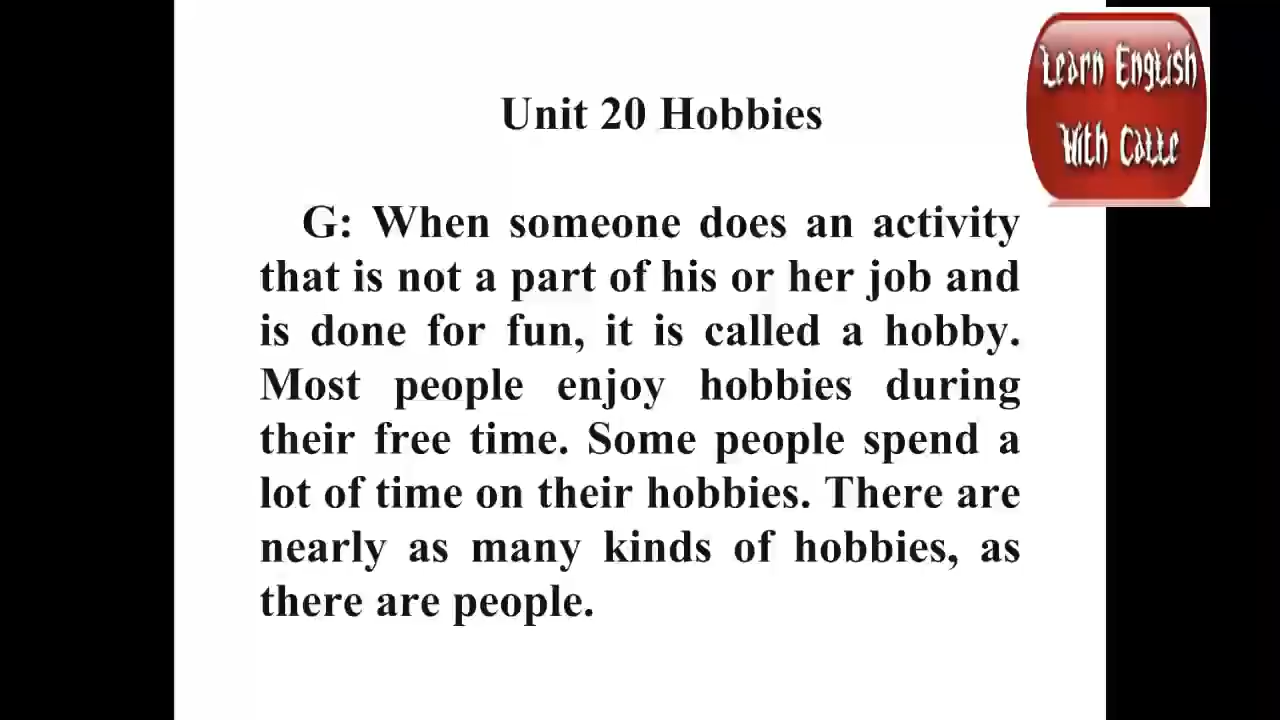 Learn English
With Catte
Unit 20 Hobbies
G: When someone does an activity
that is not a part of his or her job and
is done for fun, it is called a hobby.
Most people enjoy hobbies during
their free time. Some people spend a
lot of time on their hobbies. There are
nearly as many kinds of hobbies, as
there are people.